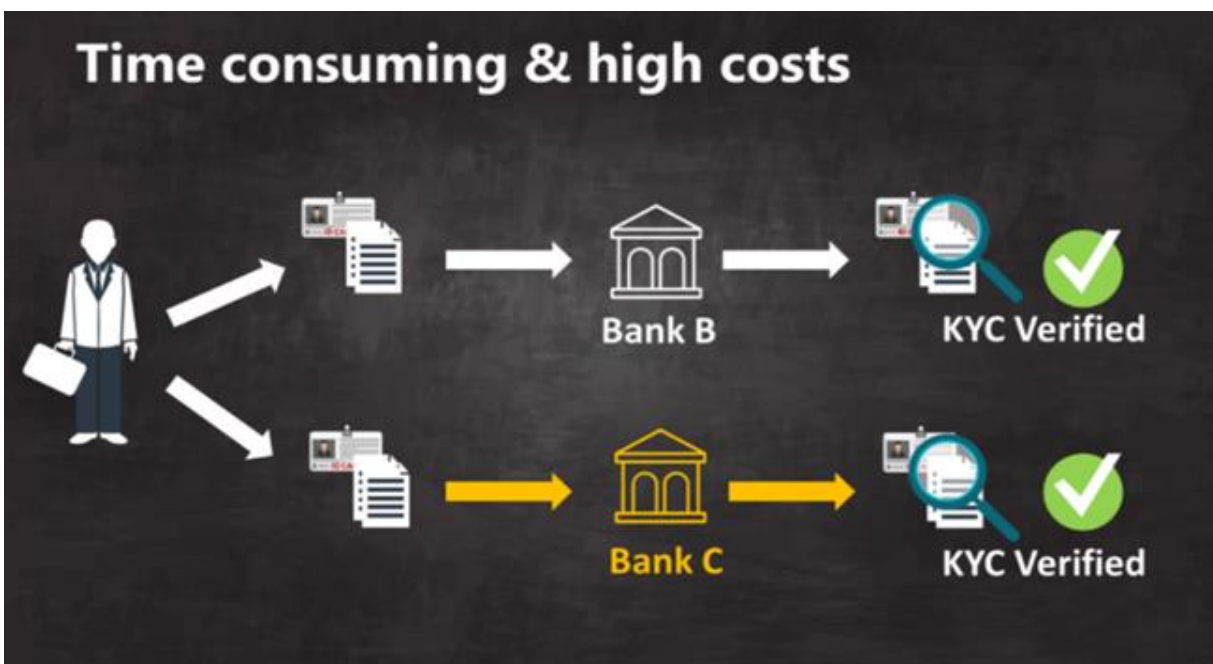 Time consuming & high costs
Bank B
KYC Verified
Bank C
KYC Verified